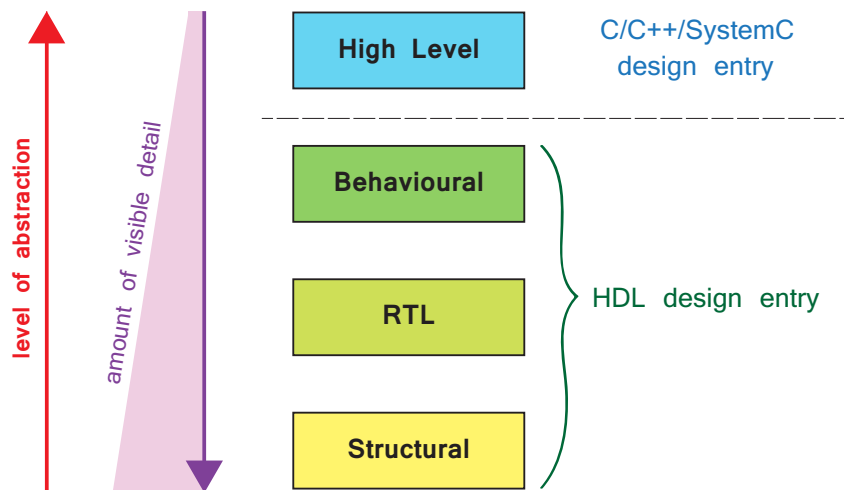 High Level
C/C++/SystemC
design entry
level of abstraction
amount of visible detail
Behavioural
RTL
HDL design entry
Structural